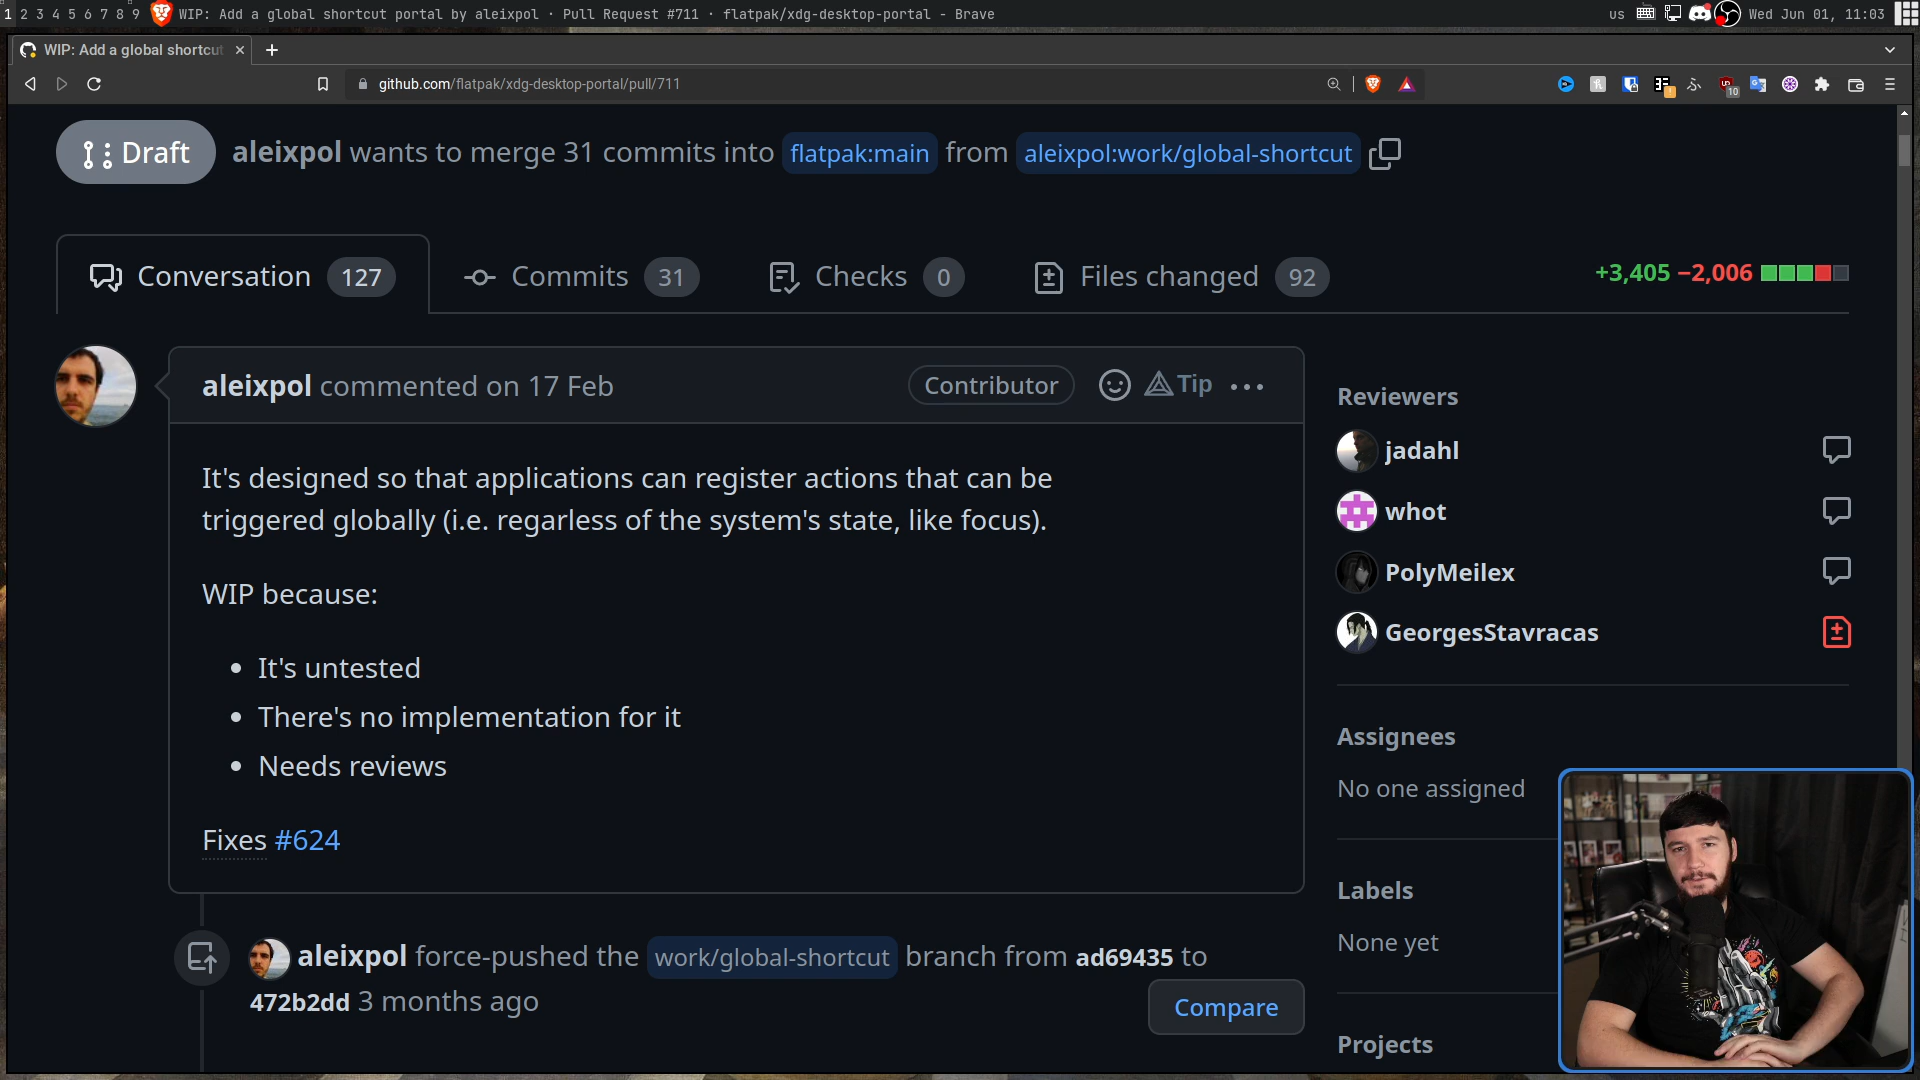 1 2 3 4 5 6 7 8 9 WIP: Add a global shortcut portal by aleixpol · Pull Request #711 · flatpak/xdg-desktop-portal - Brave us Wed Jun 01, 11:03
WIP: Add a global shortcut
github.com/flatpak/xdg-desktop-portal/pull/711 10
Draft aleixpol wants to merge 31 commits into flatpak:main from aleixpol:work/global-shortcut
Conversation 127 Commits 31 Checks 0 Files changed 92 +3,405 −2,006
aleixpol commented on 17 Feb Contributor Tip
It's designed so that applications can register actions that can be
triggered globally (i.e. regarless of the system's state, like focus).
WIP because:
It's untested
There's no implementation for it
Needs reviews
Fixes #624
aleixpol force-pushed the work/global-shortcut branch from ad69435 to
472b2dd 3 months ago
Compare
Reviewers
jadahl
whot
PolyMeilex
GeorgesStavracas
Assignees
No one assigned
Labels
None yet
Projects